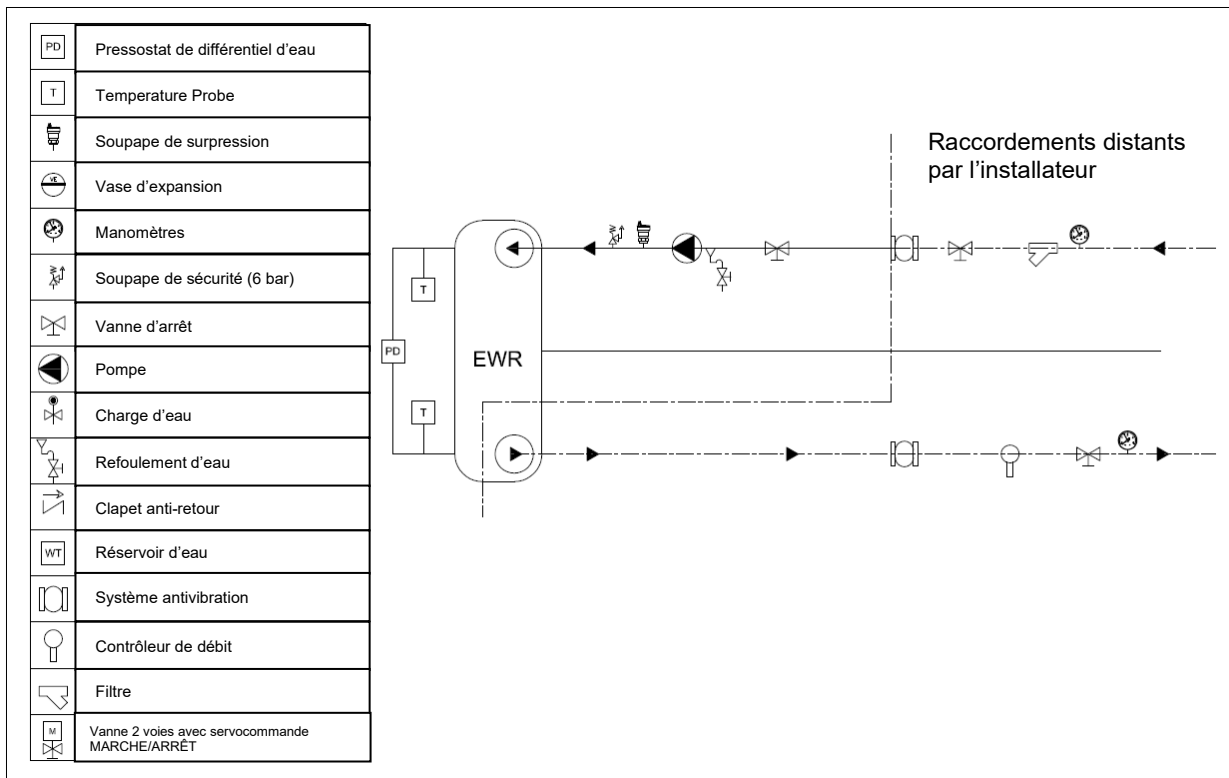 PD
Pressostat de différentiel d'eau
T
Temperature Probe
Soupape de surpression
VE
Vase d'expansion
Manomètres
Soupape de sécurité (6 bar)
Vanne d'arrêt
Pompe
Charge d'eau
Refoulement d'eau
Clapet anti-retour
WT
Réservoir d'eau
Système antivibration
Contrôleur de débit
Filtre
M
Vanne 2 voies avec servocommande
MARCHE/ARRÊT
Raccordements distants
par l'installateur
T
PD
EWR
T